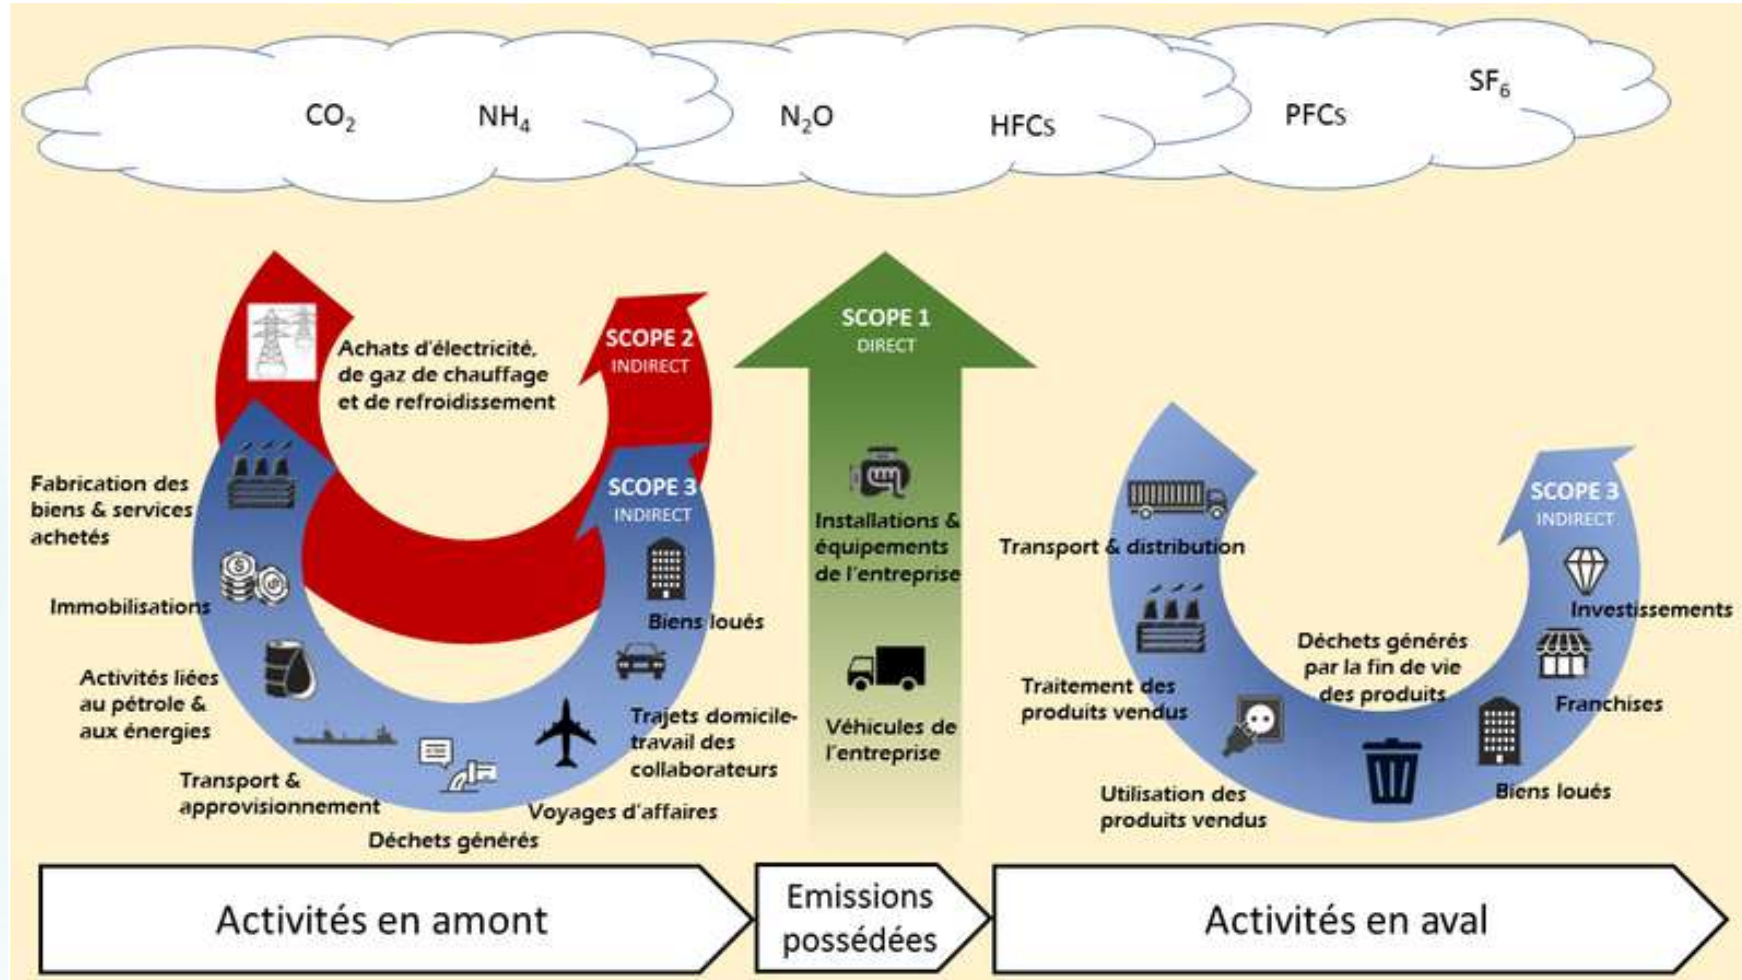 CO₂
NH₄
N₂O
HFCs
PFCs
SF₆
Achats d'électricité,
de gaz de chauffage
et de refroidissement
SCOPE 2
INDIRECT
Fabrication des
biens & services
achetés
Immobilisations
Activités liées
au pétrole &
aux énergies
Transport &
approvisionnement
Déchets générés
Voyages d'affaires
Trajets domicile-
travail des
collaborateurs
Biens loués
SCOPE 3
INDIRECT
SCOPE 1
DIRECT
Installations &
équipements
de l'entreprise
Véhicules de
l'entreprise
Transport & distribution
Traitement des
produits vendus
Utilisation des
produits vendus
Déchets générés
par la fin de vie
des produits
Biens loués
Franchises
Investissements
SCOPE 3
INDIRECT
Activités en amont
Emissions
possédées
Activités en aval